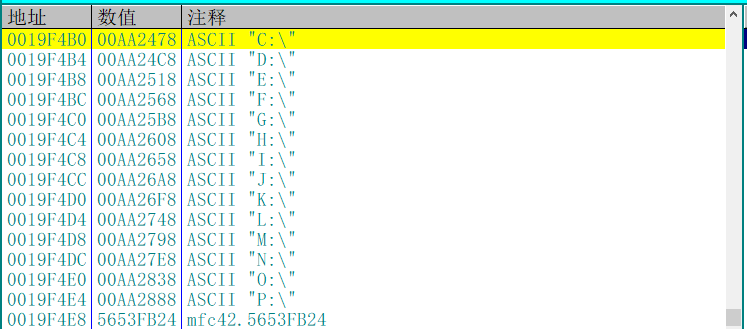 地址 数值 注释
0019F4B0 00AA2478 ASCII "C:\"
0019F4B4 00AA24C8 ASCII "D:\"
0019F4B8 00AA2518 ASCII "E:\"
0019F4BC 00AA2568 ASCII "F:\"
0019F4C0 00AA25B8 ASCII "G:\"
0019F4C4 00AA2608 ASCII "H:\"
0019F4C8 00AA2658 ASCII "I:\"
0019F4CC 00AA26A8 ASCII "J:\"
0019F4D0 00AA26F8 ASCII "K:\"
0019F4D4 00AA2748 ASCII "L:\"
0019F4D8 00AA2798 ASCII "M:\"
0019F4DC 00AA27E8 ASCII "N:\"
0019F4E0 00AA2838 ASCII "O:\"
0019F4E4 00AA2888 ASCII "P:\"
0019F4E8 5653FB24 mfc42.5653FB24